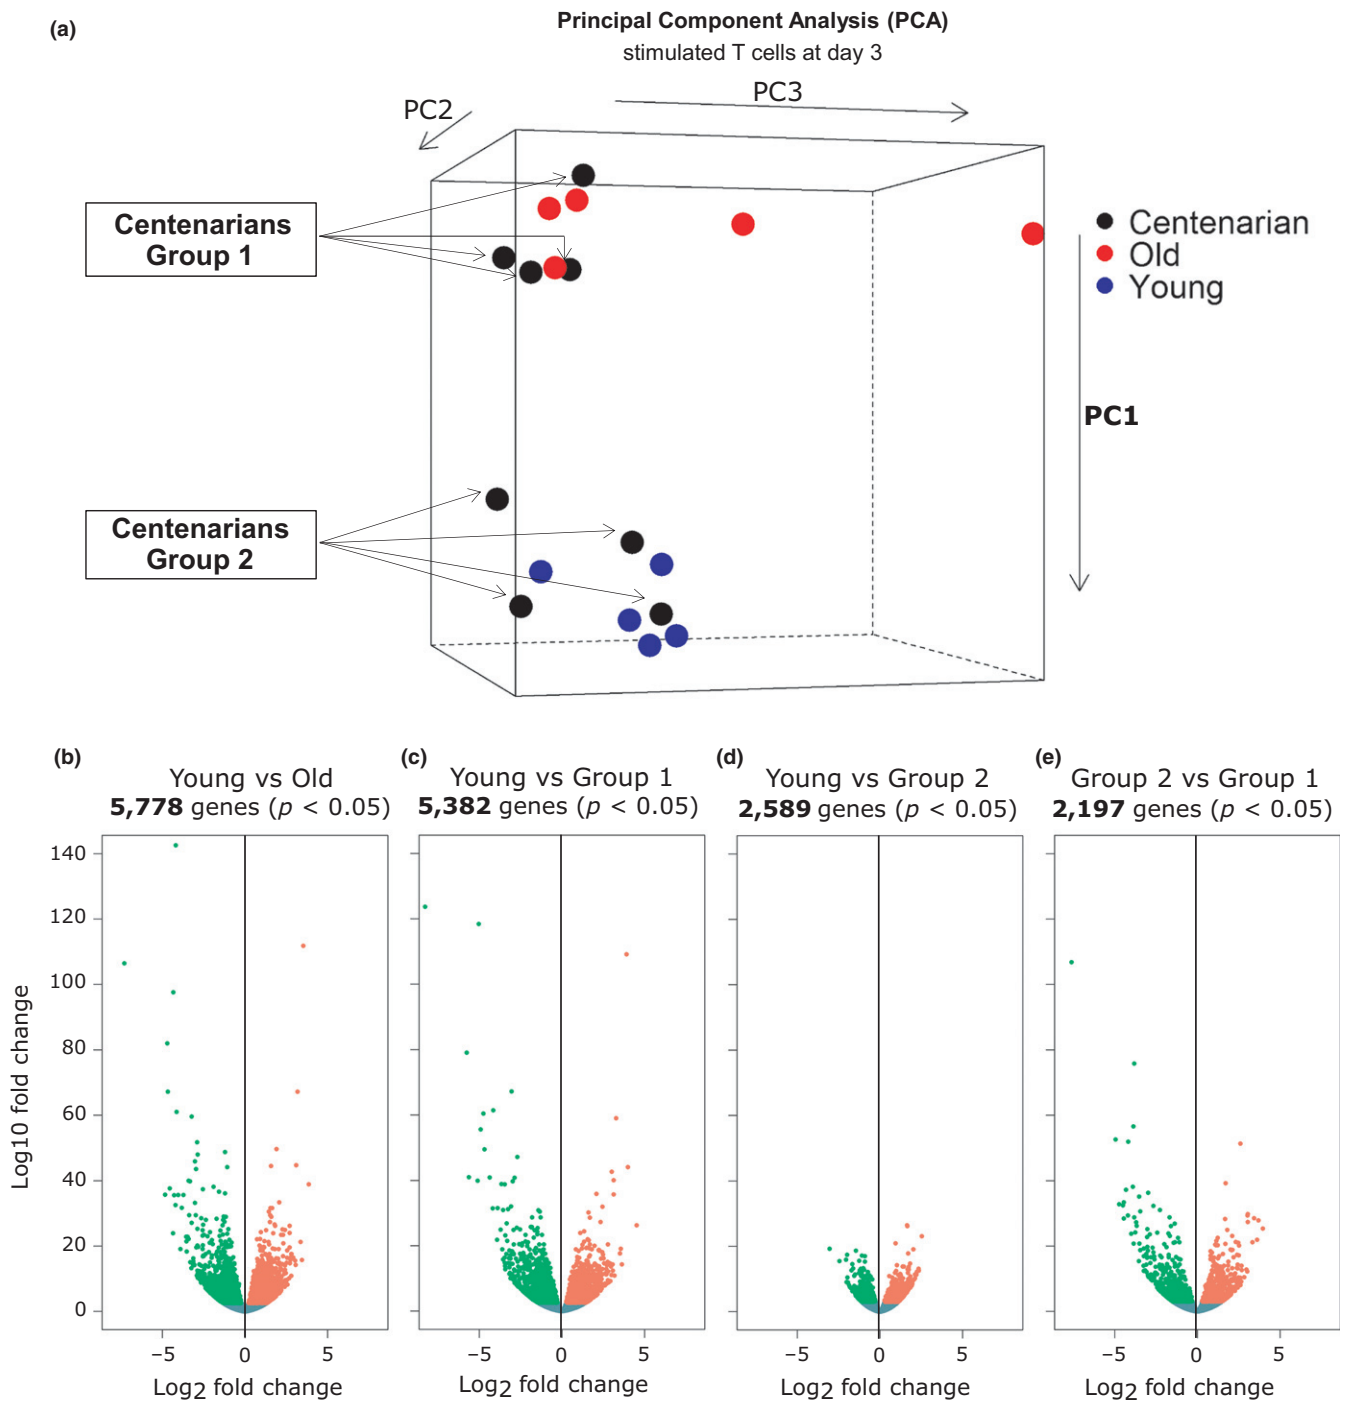 (a)
Principal Component Analysis (PCA)
stimulated T cells at day 3
PC2
PC3
Centenarians
Group 1
Centenarian
Old
Young
PC1
Centenarians
Group 2
(b)
Young vs Old
5,778 genes (p < 0.05)
(c)
Young vs Group 1
5,382 genes (p < 0.05)
(d)
Young vs Group 2
2,589 genes (p < 0.05)
(e)
Group 2 vs Group 1
2,197 genes (p < 0.05)
Log10 fold change
140
120
100
80
60
40
20
0
−5 0 5
−5 0 5
−5 0 5
−5 0 5
Log2 fold change
Log2 fold change
Log2 fold change
Log2 fold change